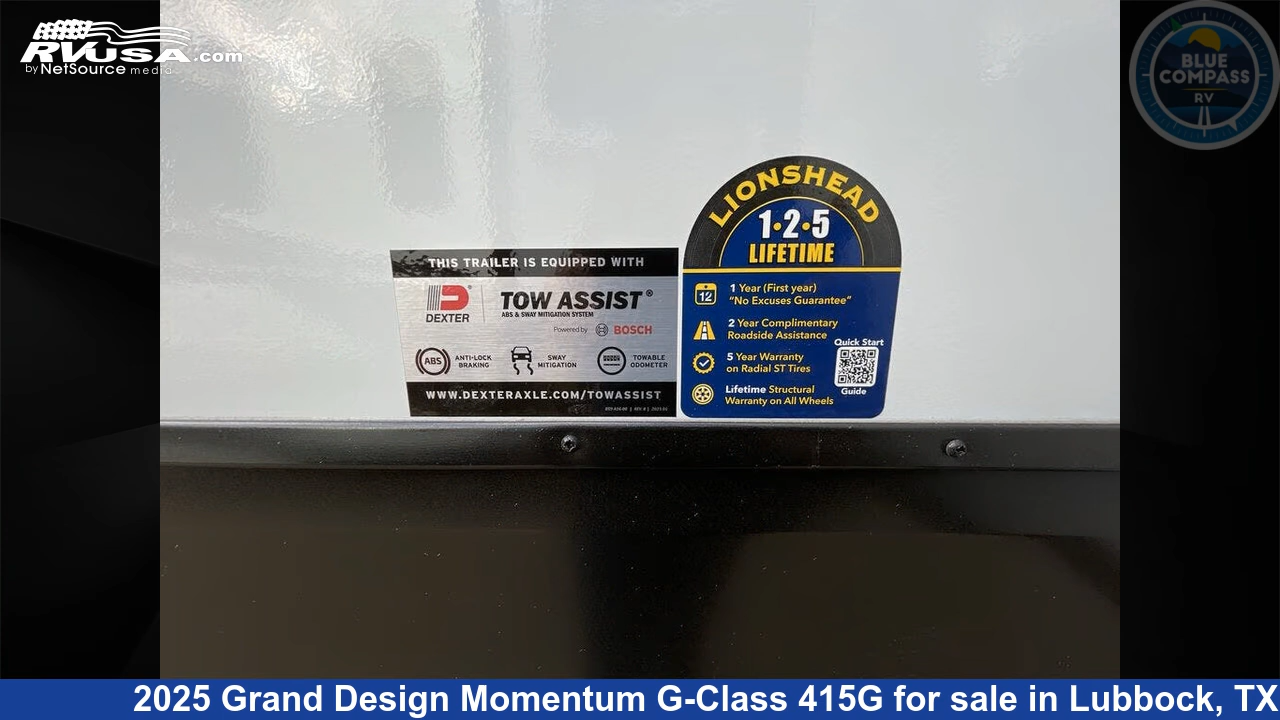 RVUSA.com
by NetSource media
BLUE
COMPASS
RV
THIS TRAILER IS EQUIPPED WITH
DEXTER
TOW ASSIST®
ABS & SWAY MITIGATION SYSTEM
Powered by BOSCH
ABS
ANTI-LOCK
BRAKING
SWAY
MITIGATION
TOWABLE
ODOMETER
WWW.DEXTERAXLE.COM/TOWASSIST
LIONSHEAD
1•2•5
LIFETIME
12
1 Year (First year)
"No Excuses Guarantee"
2 Year Complimentary
Roadside Assistance
5 Year Warranty
on Radial ST Tires
Lifetime Structural
Warranty on All Wheels
Quick Start
Guide
2025 Grand Design Momentum G-Class 415G for sale in Lubbock, TX